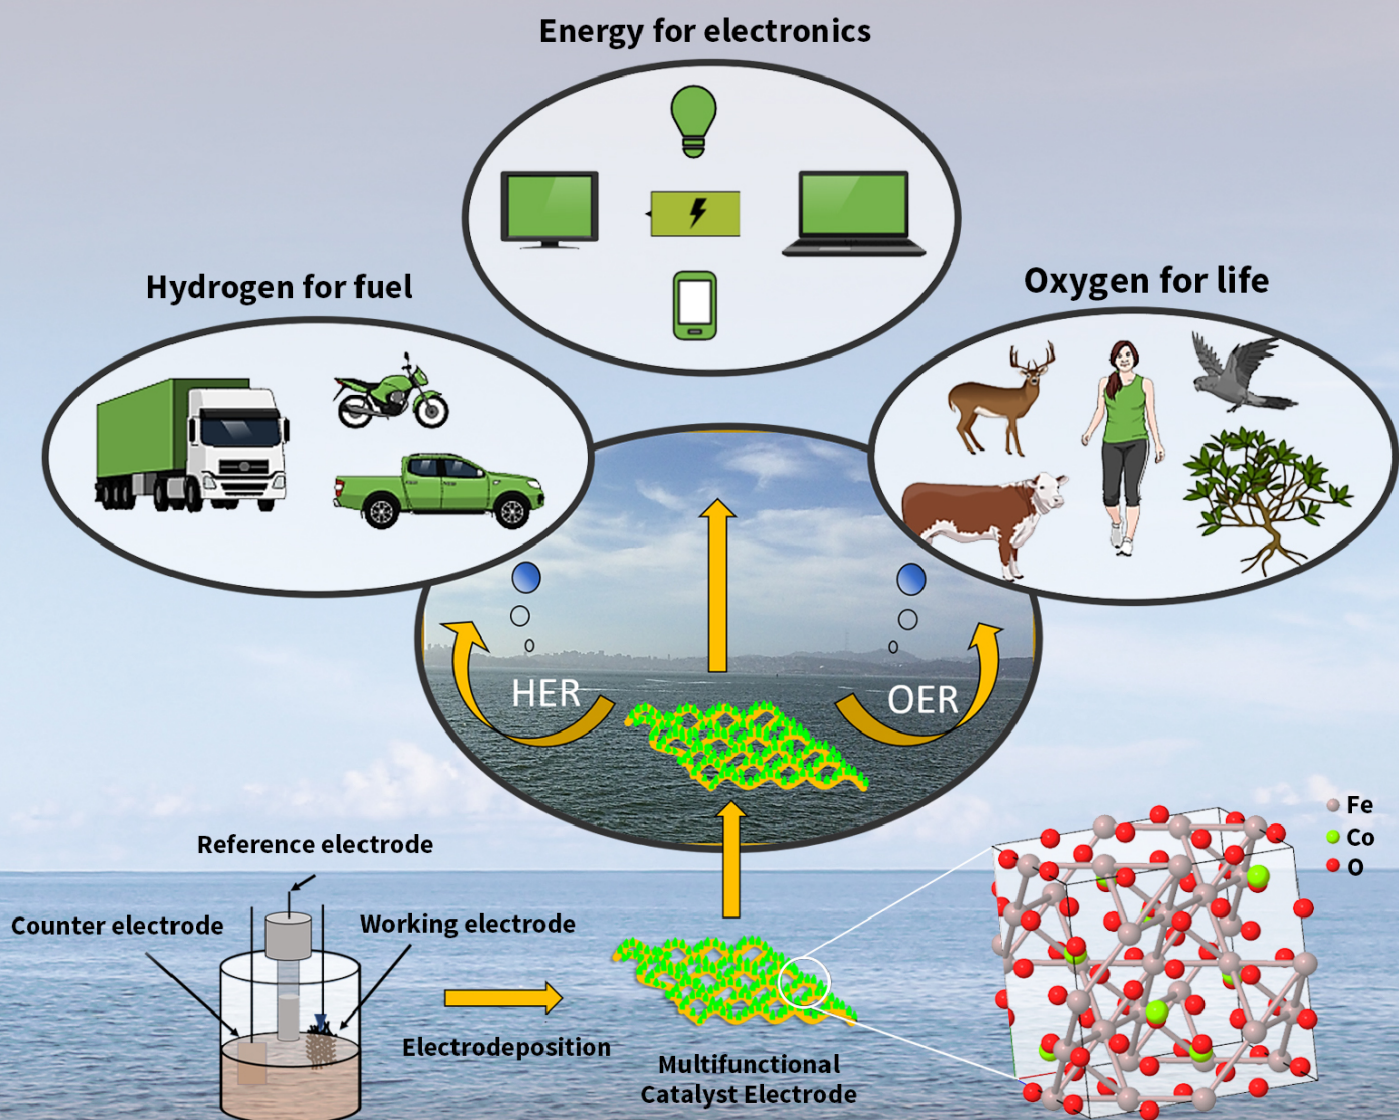 Energy for electronics
Hydrogen for fuel
Oxygen for life
HER
OER
Fe
Co
O
Reference electrode
Counter electrode
Working electrode
Electrodeposition
Multifunctional
Catalyst Electrode